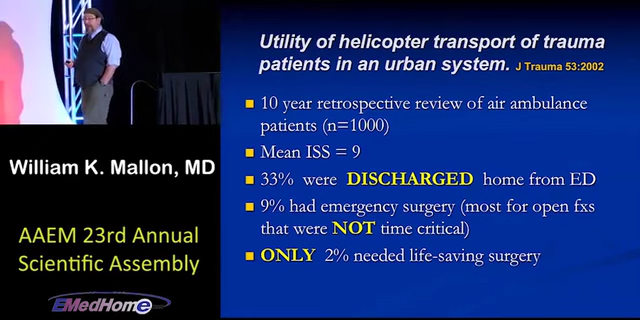 Utility of helicopter transport of trauma
patients in an urban system. J Trauma 53:2002
10 year retrospective review of air ambulance
patients (n=1000)
Mean ISS = 9
33% were DISCHARGED home from ED
9% had emergency surgery (most for open fxs
that were NOT time critical)
ONLY 2% needed life-saving surgery
William K. Mallon, MD
AAEM 23rd Annual
Scientific Assembly
EMedHome